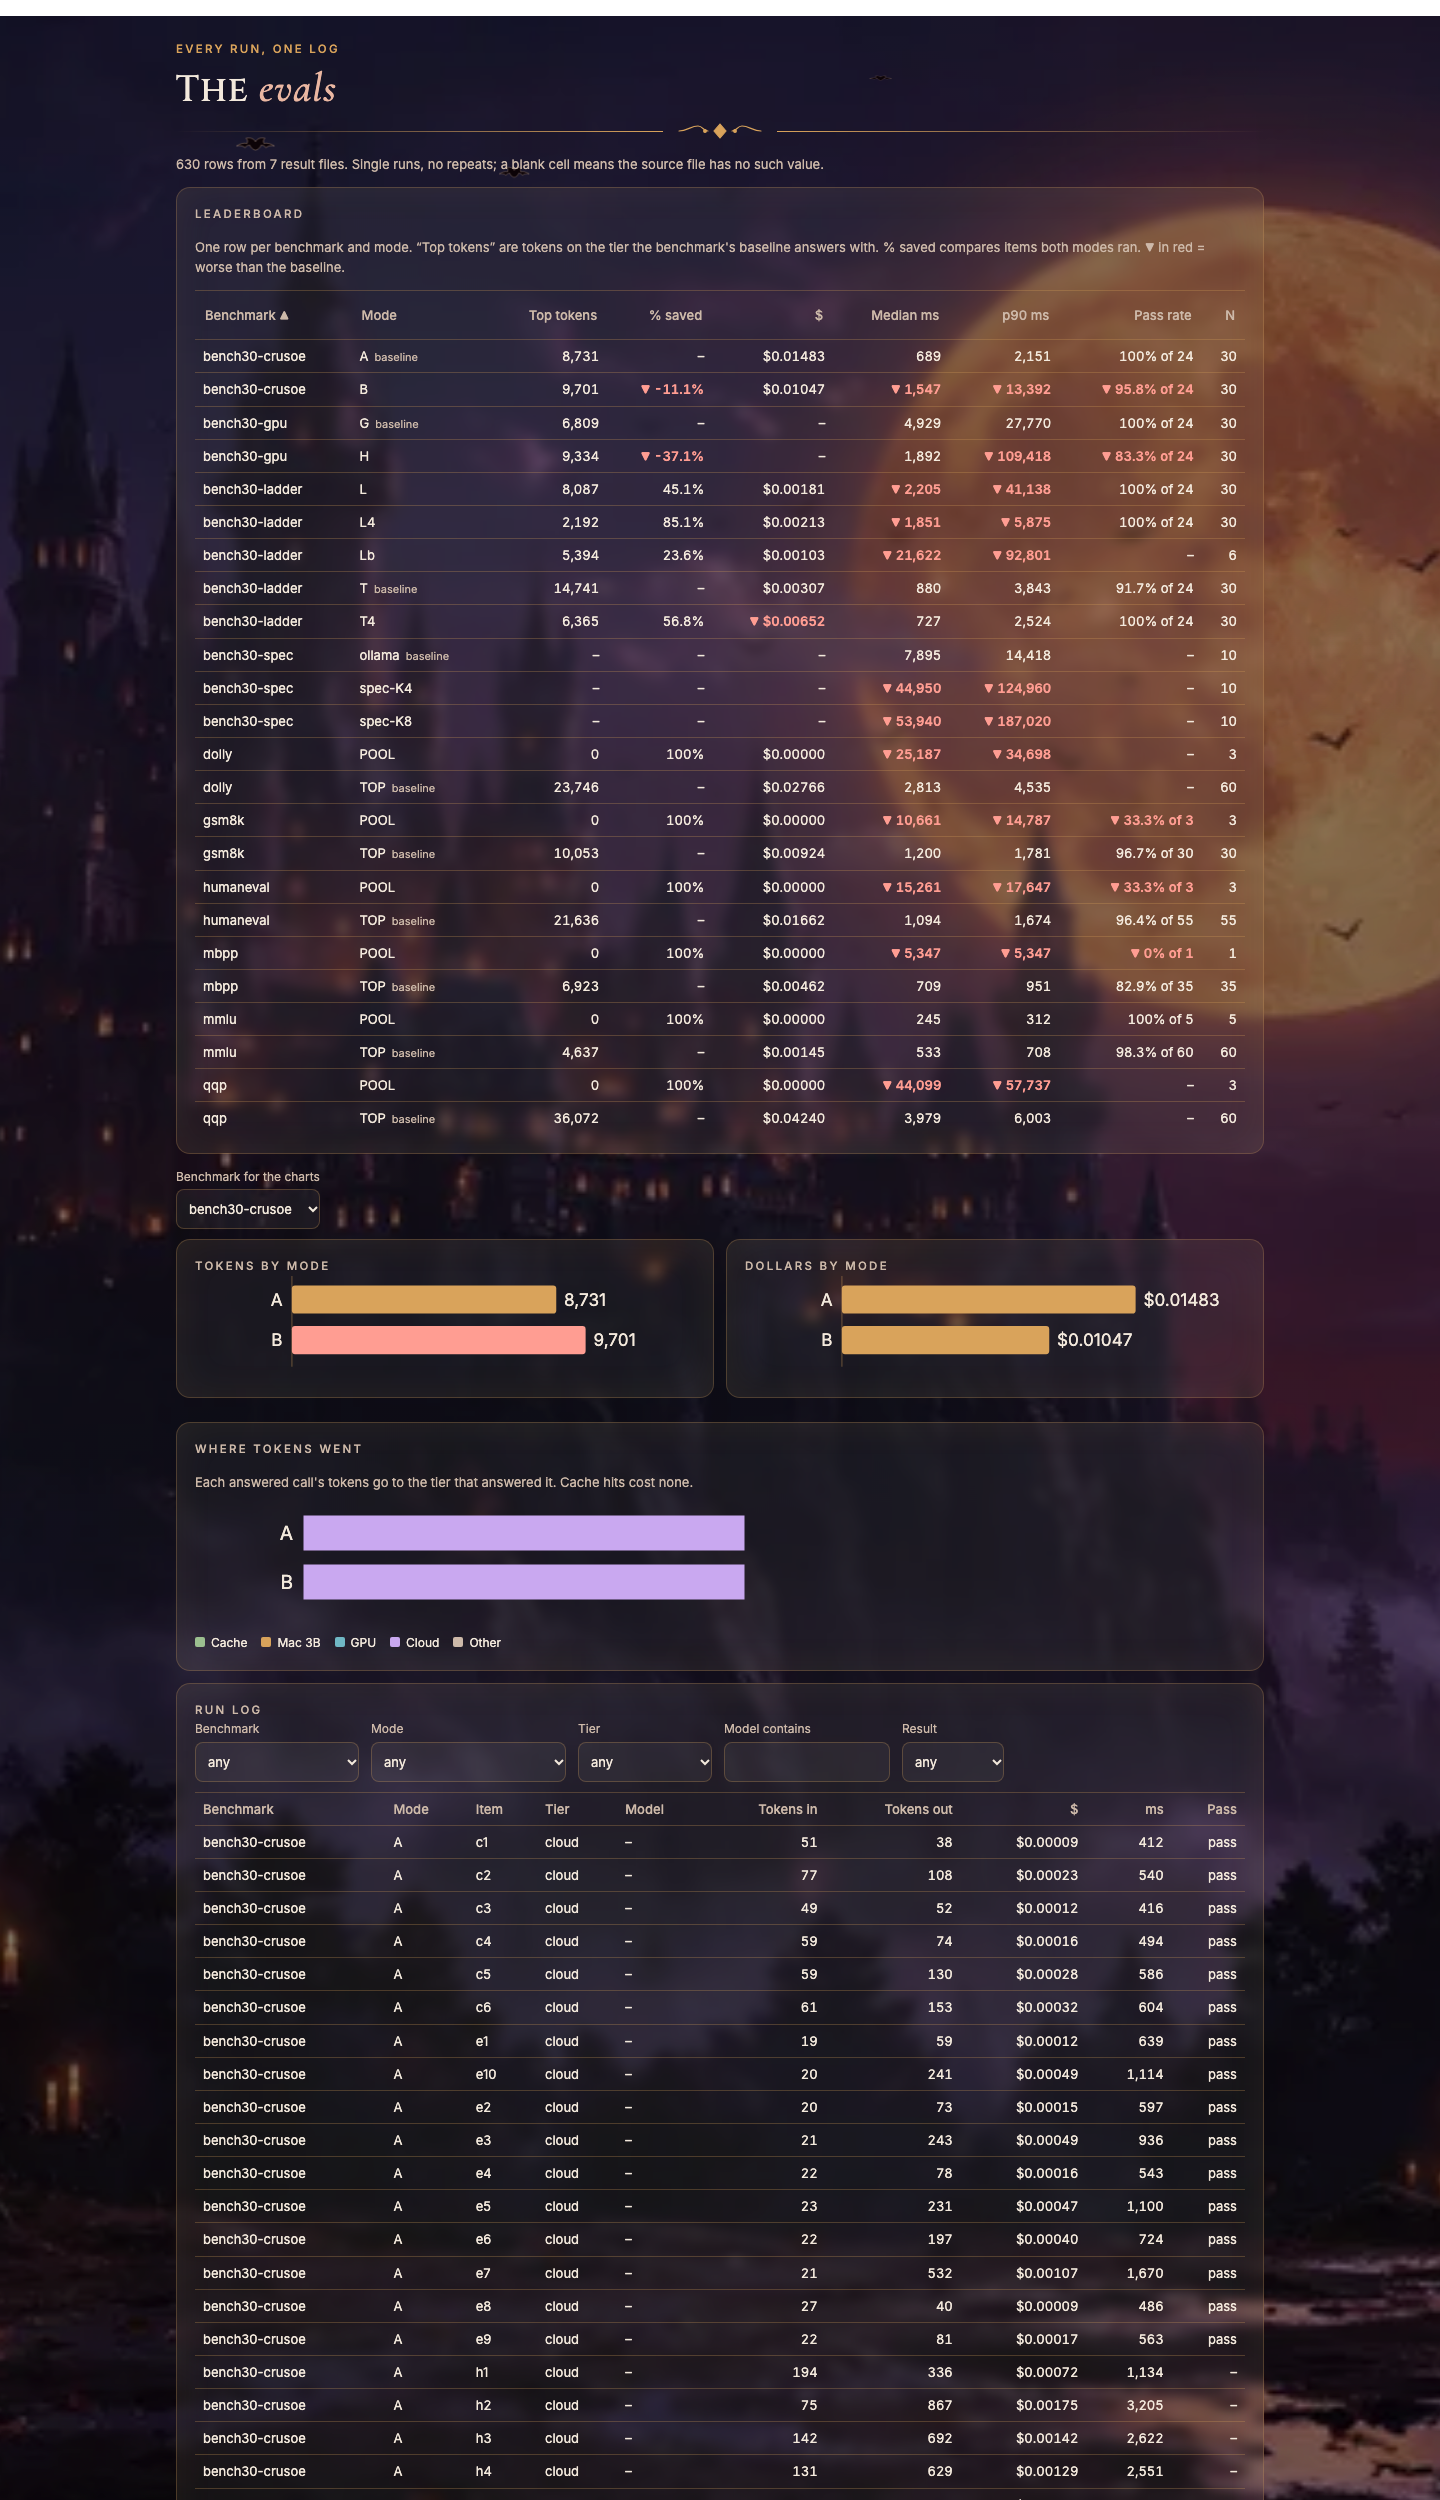 EVERY RUN, ONE LOG
THE evals
630 rows from 7 result files. Single runs, no repeats; a blank cell means the source file has no such value.
LEADERBOARD
One row per benchmark and mode. “Top tokens” are tokens on the tier the benchmark's baseline answers with. % saved compares items both modes ran. ▼ in red =
worse than the baseline.
Benchmark ▲ Mode Top tokens % saved $ Median ms p90 ms Pass rate N
bench30-crusoe A baseline 8,731 – $0.01483 689 2,151 100% of 24 30
bench30-crusoe B 9,701 ▼ -11.1% $0.01047 ▼ 1,547 ▼ 13,392 ▼ 95.8% of 24 30
bench30-gpu G baseline 6,809 – – 4,929 27,770 100% of 24 30
bench30-gpu H 9,334 ▼ -37.1% – 1,892 ▼ 109,418 ▼ 83.3% of 24 30
bench30-ladder L 8,087 45.1% $0.00181 ▼ 2,205 ▼ 41,138 100% of 24 30
bench30-ladder L4 2,192 85.1% $0.00213 ▼ 1,851 ▼ 5,875 100% of 24 30
bench30-ladder Lb 5,394 23.6% $0.00103 ▼ 21,622 ▼ 92,801 – 6
bench30-ladder T baseline 14,741 – $0.00307 880 3,843 91.7% of 24 30
bench30-ladder T4 6,365 56.8% ▼ $0.00652 727 2,524 100% of 24 30
bench30-spec ollama baseline – – – 7,895 14,418 – 10
bench30-spec spec-K4 – – – ▼ 44,950 ▼ 124,960 – 10
bench30-spec spec-K8 – – – ▼ 53,940 ▼ 187,020 – 10
dolly POOL 0 100% $0.00000 ▼ 25,187 ▼ 34,698 – 3
dolly TOP baseline 23,746 – $0.02766 2,813 4,535 – 60
gsm8k POOL 0 100% $0.00000 ▼ 10,661 ▼ 14,787 ▼ 33.3% of 3 3
gsm8k TOP baseline 10,053 – $0.00924 1,200 1,781 96.7% of 30 30
humaneval POOL 0 100% $0.00000 ▼ 15,261 ▼ 17,647 ▼ 33.3% of 3 3
humaneval TOP baseline 21,636 – $0.01662 1,094 1,674 96.4% of 55 55
mbpp POOL 0 100% $0.00000 ▼ 5,347 ▼ 5,347 ▼ 0% of 1 1
mbpp TOP baseline 6,923 – $0.00462 709 951 82.9% of 35 35
mmlu POOL 0 100% $0.00000 245 312 100% of 5 5
mmlu TOP baseline 4,637 – $0.00145 533 708 98.3% of 60 60
qqp POOL 0 100% $0.00000 ▼ 44,099 ▼ 57,737 – 3
qqp TOP baseline 36,072 – $0.04240 3,979 6,003 – 60
Benchmark for the charts
bench30-crusoe
TOKENS BY MODE
A 8,731
B 9,701
DOLLARS BY MODE
A $0.01483
B $0.01047
WHERE TOKENS WENT
Each answered call's tokens go to the tier that answered it. Cache hits cost none.
A
B
Cache Mac 3B GPU Cloud Other
RUN LOG
Benchmark Mode Tier Model contains Result
any any any any
Benchmark Mode Item Tier Model Tokens in Tokens out $ ms Pass
bench30-crusoe A c1 cloud – 51 38 $0.00009 412 pass
bench30-crusoe A c2 cloud – 77 108 $0.00023 540 pass
bench30-crusoe A c3 cloud – 49 52 $0.00012 416 pass
bench30-crusoe A c4 cloud – 59 74 $0.00016 494 pass
bench30-crusoe A c5 cloud – 59 130 $0.00028 586 pass
bench30-crusoe A c6 cloud – 61 153 $0.00032 604 pass
bench30-crusoe A e1 cloud – 19 59 $0.00012 639 pass
bench30-crusoe A e10 cloud – 20 241 $0.00049 1,114 pass
bench30-crusoe A e2 cloud – 20 73 $0.00015 597 pass
bench30-crusoe A e3 cloud – 21 243 $0.00049 936 pass
bench30-crusoe A e4 cloud – 22 78 $0.00016 543 pass
bench30-crusoe A e5 cloud – 23 231 $0.00047 1,100 pass
bench30-crusoe A e6 cloud – 22 197 $0.00040 724 pass
bench30-crusoe A e7 cloud – 21 532 $0.00107 1,670 pass
bench30-crusoe A e8 cloud – 27 40 $0.00009 486 pass
bench30-crusoe A e9 cloud – 22 81 $0.00017 563 pass
bench30-crusoe A h1 cloud – 194 336 $0.00072 1,134 –
bench30-crusoe A h2 cloud – 75 867 $0.00175 3,205 –
bench30-crusoe A h3 cloud – 142 692 $0.00142 2,622 –
bench30-crusoe A h4 cloud – 131 629 $0.00129 2,551 –